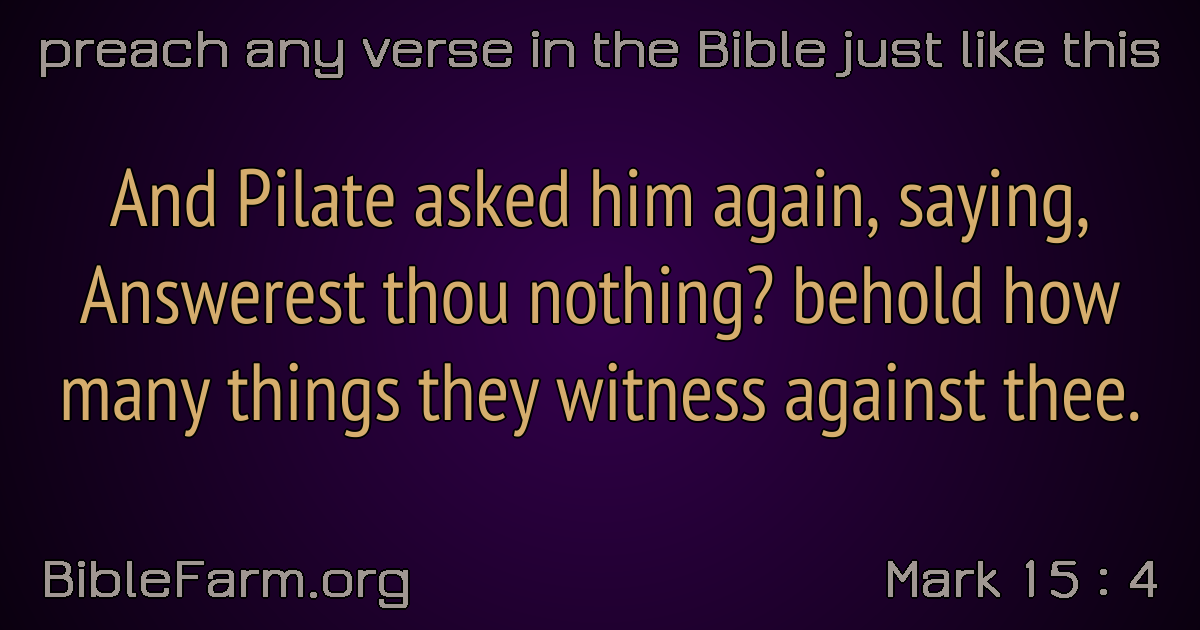 preach any verse in the Bible just like this
And Pilate asked him again, saying,
Answerest thou nothing? behold how
many things they witness against thee.
BibleFarm.org
Mark 15 : 4